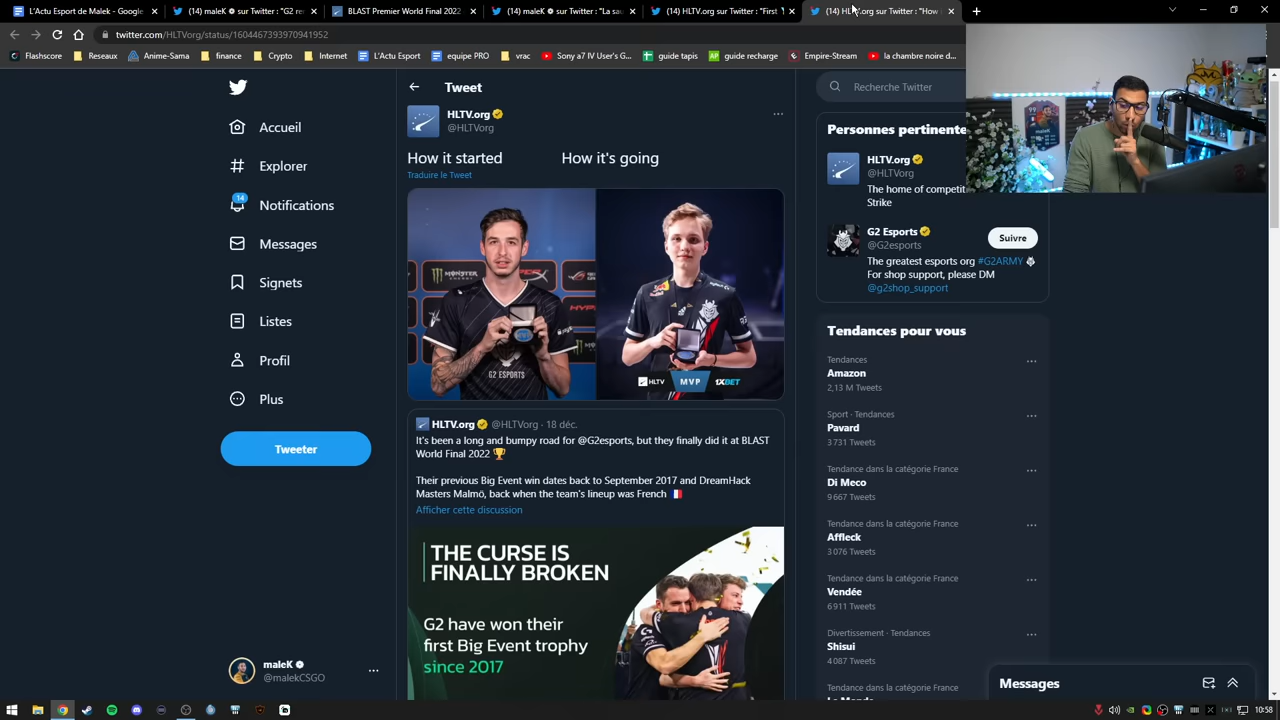 L'Actu Esport de Malek - Google
(14) maleK sur Twitter : "G2 re
BLAST Premier World Final 2022
(14) maleK sur Twitter : "La sau
(14) HLTV.org sur Twitter : "First
(14) HLTV.org sur Twitter : "How it
twitter.com/HLTVorg/status/1604467393970941952
Flashscore
Reseaux
Anime-Sama
finance
Crypto
Internet
L'Actu Esport
equipe PRO
vrac
Sony a7 IV User's G...
guide tapis
guide recharge
Empire-Stream
la chambre noire d...
Accueil
Explorer
14
Notifications
Messages
Signets
Listes
Profil
Plus
Tweeter
maleK
@malekCSGO
Tweet
HLTV.org
@HLTVorg
How it started How it's going
Traduire le Tweet
MONSTER
G2 ESPORTS
HLTV MVP 1XBET
HLTV.org @HLTVorg · 18 déc.
It's been a long and bumpy road for @G2esports, but they finally did it at BLAST
World Final 2022 🏆
Their previous Big Event win dates back to September 2017 and DreamHack
Masters Malmö, back when the team's lineup was French 🇫🇷
Afficher cette discussion
THE CURSE IS
FINALLY BROKEN
G2 have won their
first Big Event trophy
since 2017
Recherche Twitter
Personnes pertinente
HLTV.org
@HLTVorg
The home of competit
Strike
G2 Esports
@G2esports
Suivre
The greatest esports org #G2ARMY
For shop support, please DM
@g2shop_support
Tendances pour vous
Tendances
Amazon
2,13 M Tweets
Sport · Tendances
Pavard
3 731 Tweets
Tendance dans la catégorie France
Di Meco
9 667 Tweets
Tendance dans la catégorie France
Affleck
3 076 Tweets
Tendance dans la catégorie France
Vendée
6 911 Tweets
Divertissement · Tendances
Shisui
4 087 Tweets
Tendance dans la catégorie France
Messages
99
maleK
10:58